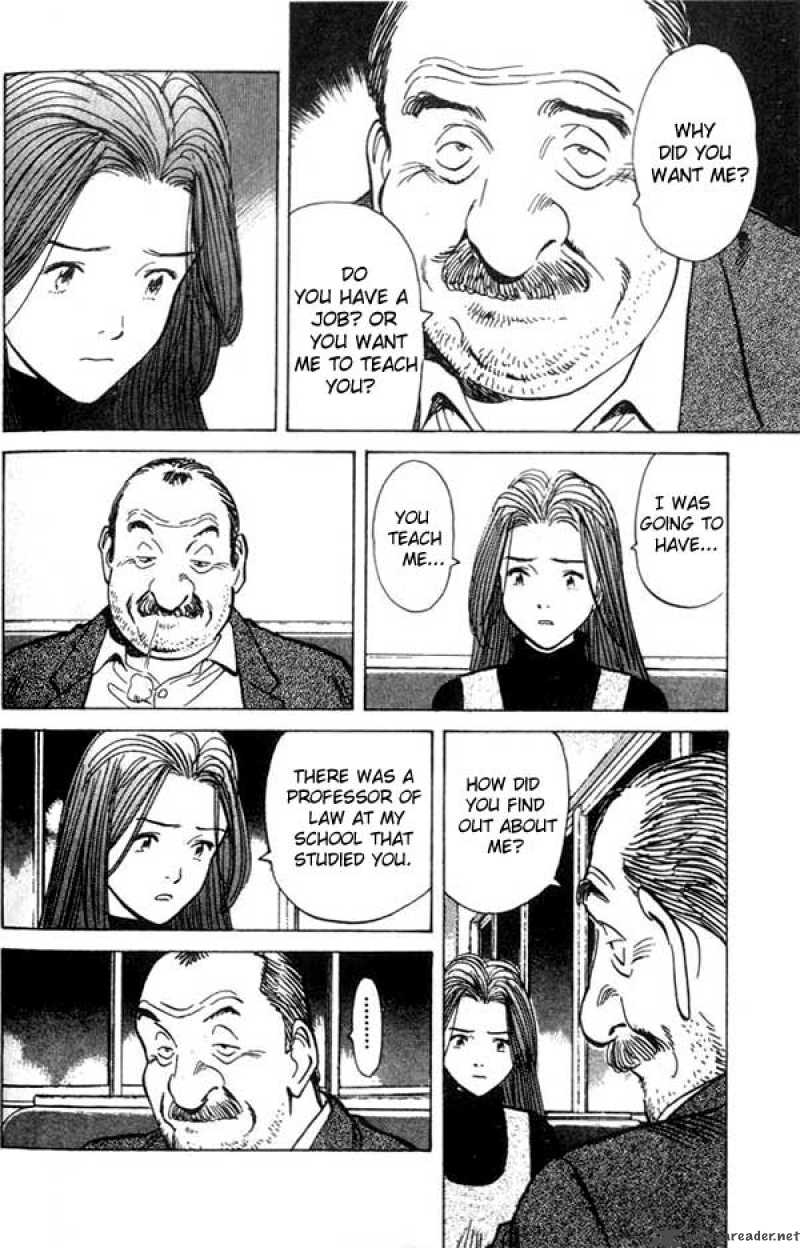 WHY
DID YOU
WANT ME?
DO
YOU HAVE A
JOB? OR
YOU WANT
ME TO TEACH
YOU?
I WAS
GOING TO
HAVE...
YOU
TEACH
ME...
HOW DID
YOU FIND
OUT ABOUT
ME?
THERE WAS A
PROFESSOR OF
LAW AT MY
SCHOOL THAT
STUDIED YOU.
........
areader.net